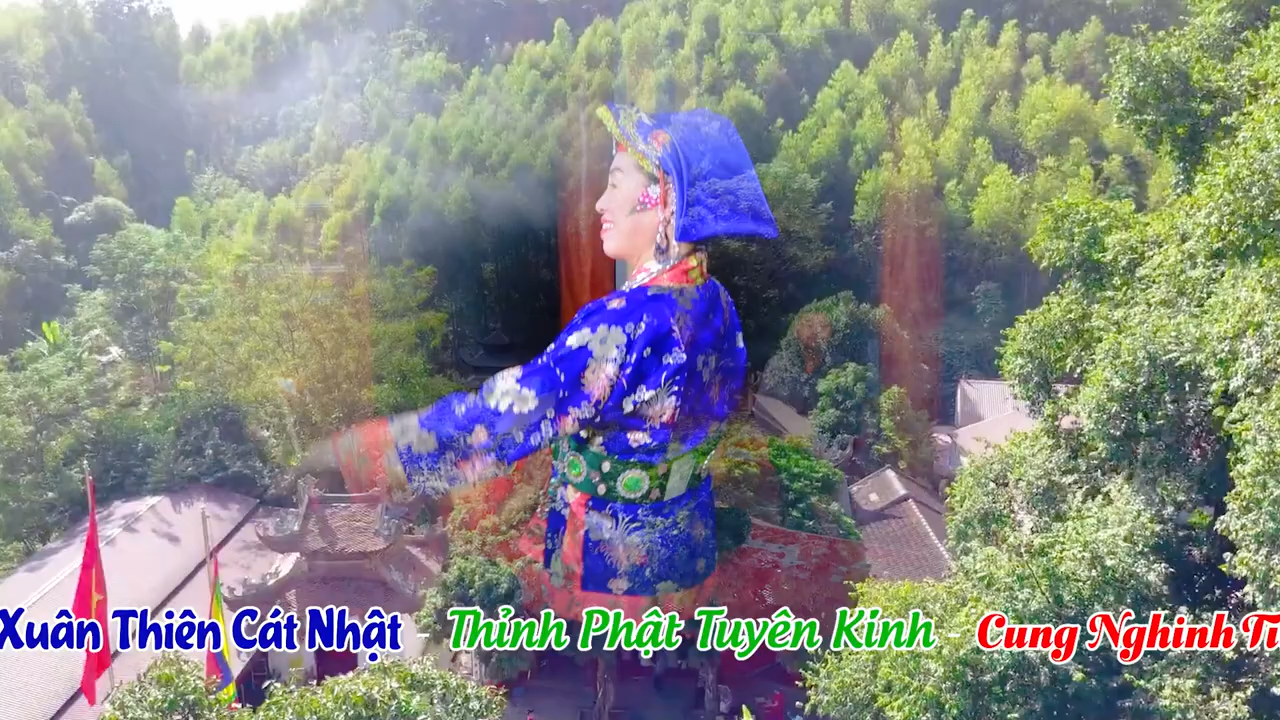 Xuân Thiên Cát Nhật - Thỉnh Phật Tuyên Kinh - Cung Nghinh